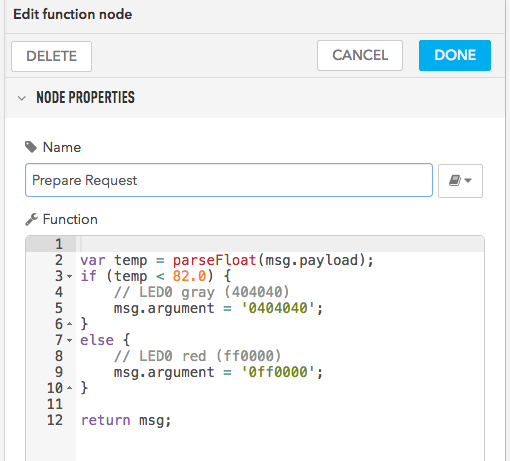 Edit function node
DELETE CANCEL DONE
NODE PROPERTIES
Name
Prepare Request
Function
1
2 var temp = parseFloat(msg.payload);
3 if (temp < 82.0) {
4     // LED0 gray (404040)
5     msg.argument = '0404040';
6 }
7 else {
8     // LED0 red (ff0000)
9     msg.argument = '0ff0000';
10 }
11
12 return msg;